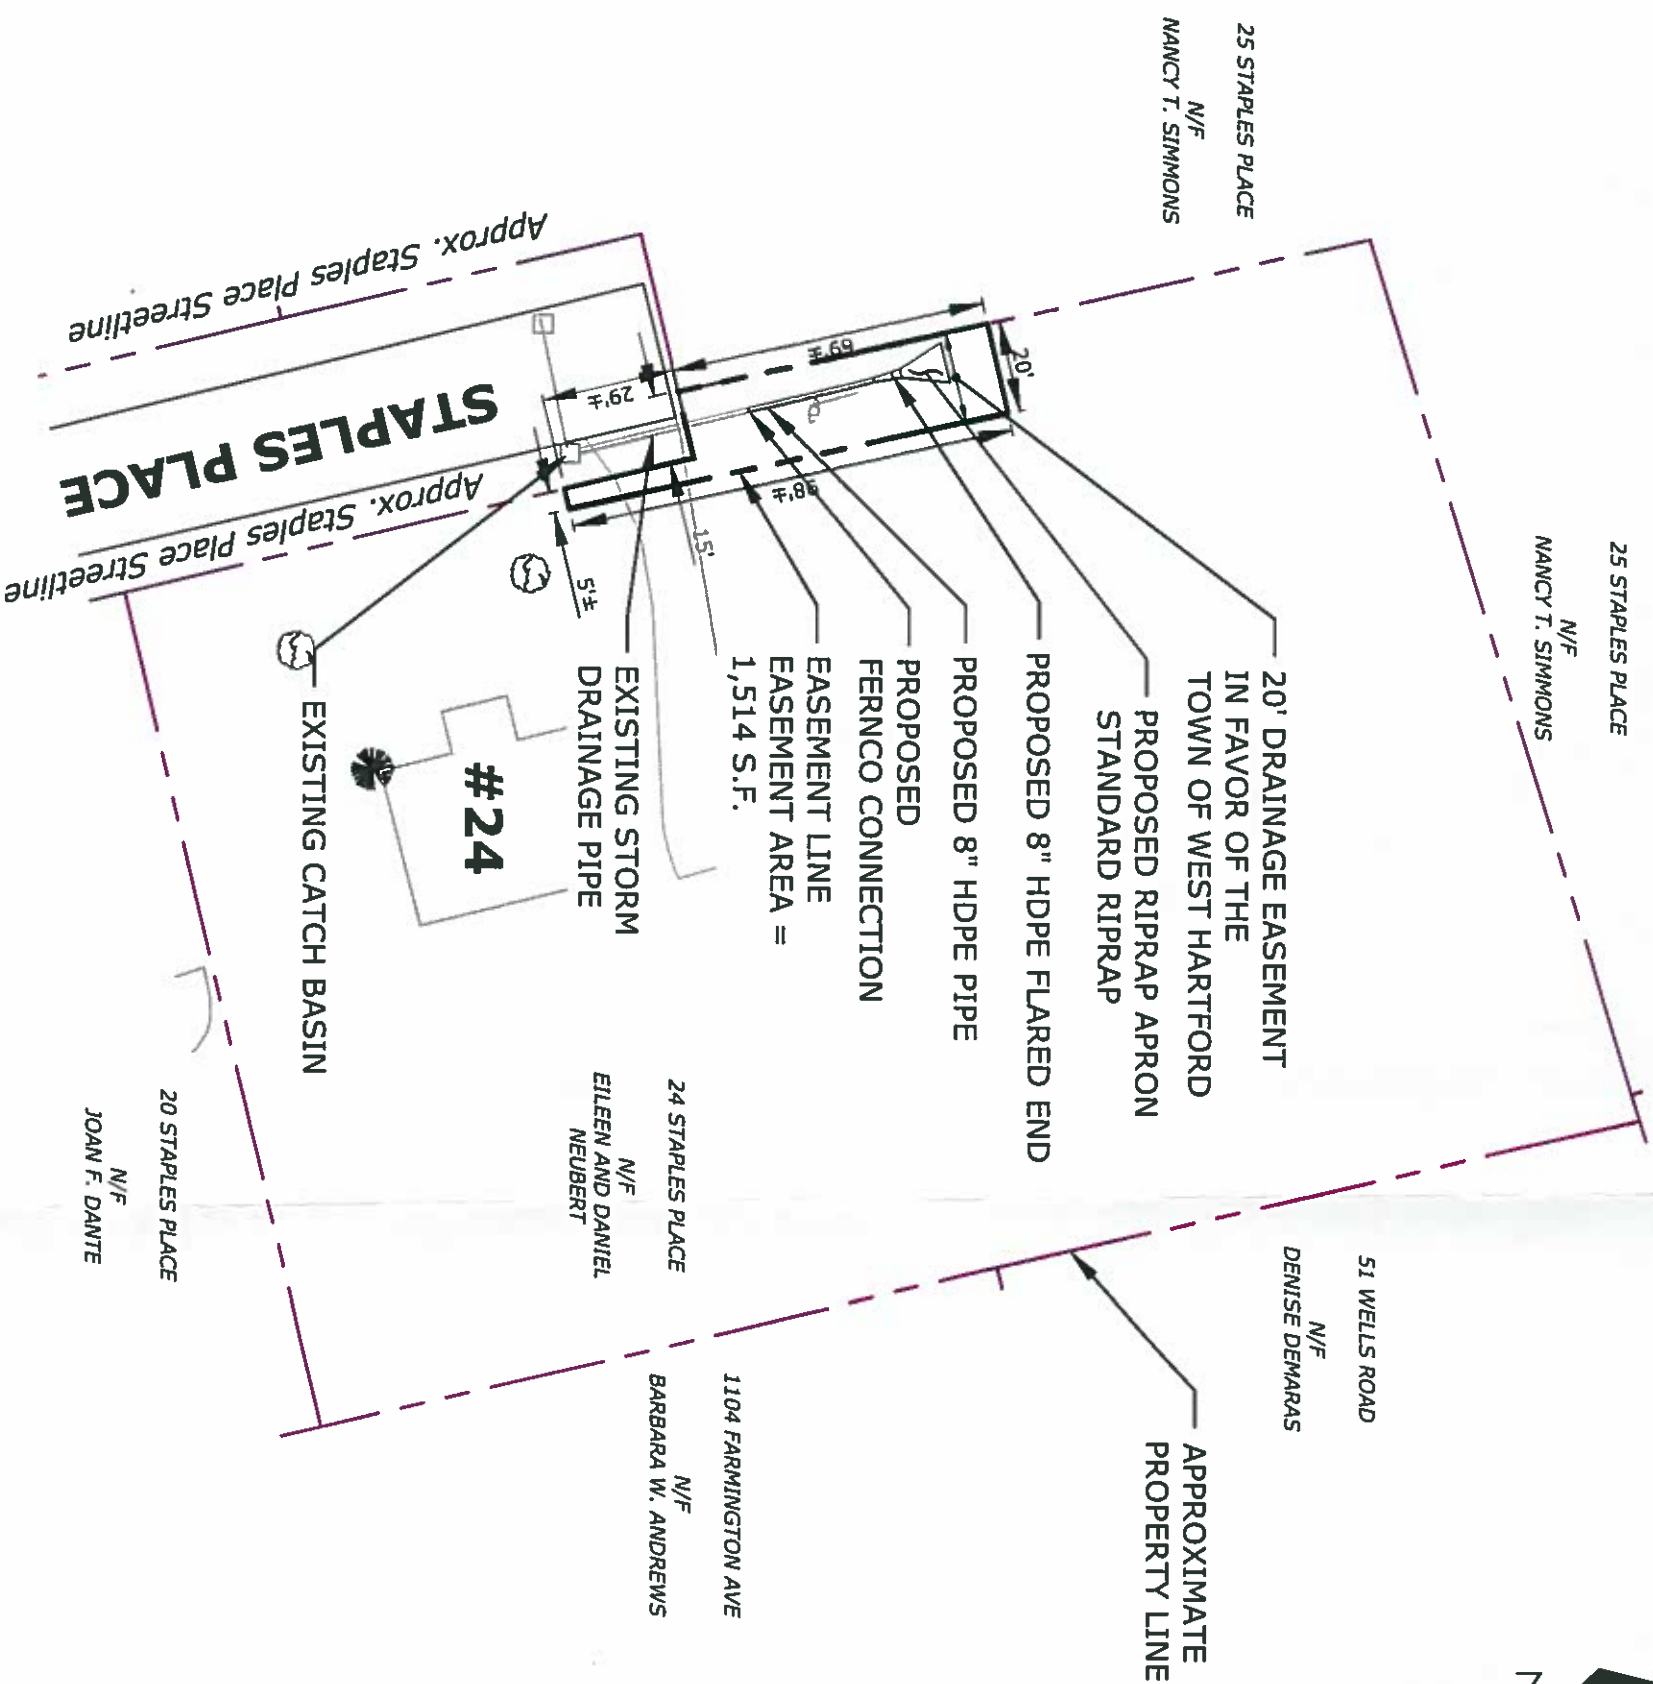 25 STAPLES PLACE
N/F
NANCY T. SIMMONS
25 STAPLES PLACE
N/F
NANCY T. SIMMONS
Approx. Staples Place Streetline
STAPLES PLACE
Approx. Staples Place Streetline
69'±
20'
29'±
98'±
15'
5'±
20' DRAINAGE EASEMENT
IN FAVOR OF THE
TOWN OF WEST HARTFORD
PROPOSED RIPRAP APRON
STANDARD RIPRAP
PROPOSED 8" HDPE FLARED END
PROPOSED 8" HDPE PIPE
PROPOSED
FERNCO CONNECTION
EASEMENT LINE
EASEMENT AREA =
1,514 S.F.
EXISTING STORM
DRAINAGE PIPE
#24
EXISTING CATCH BASIN
24 STAPLES PLACE
N/F
EILEEN AND DANIEL
NEUBERT
20 STAPLES PLACE
N/F
JOAN F. DANTE
51 WELLS ROAD
N/F
DENISE DEMARAS
1104 FARMINGTON AVE
N/F
BARBARA W. ANDREWS
APPROXIMATE
PROPERTY LINE